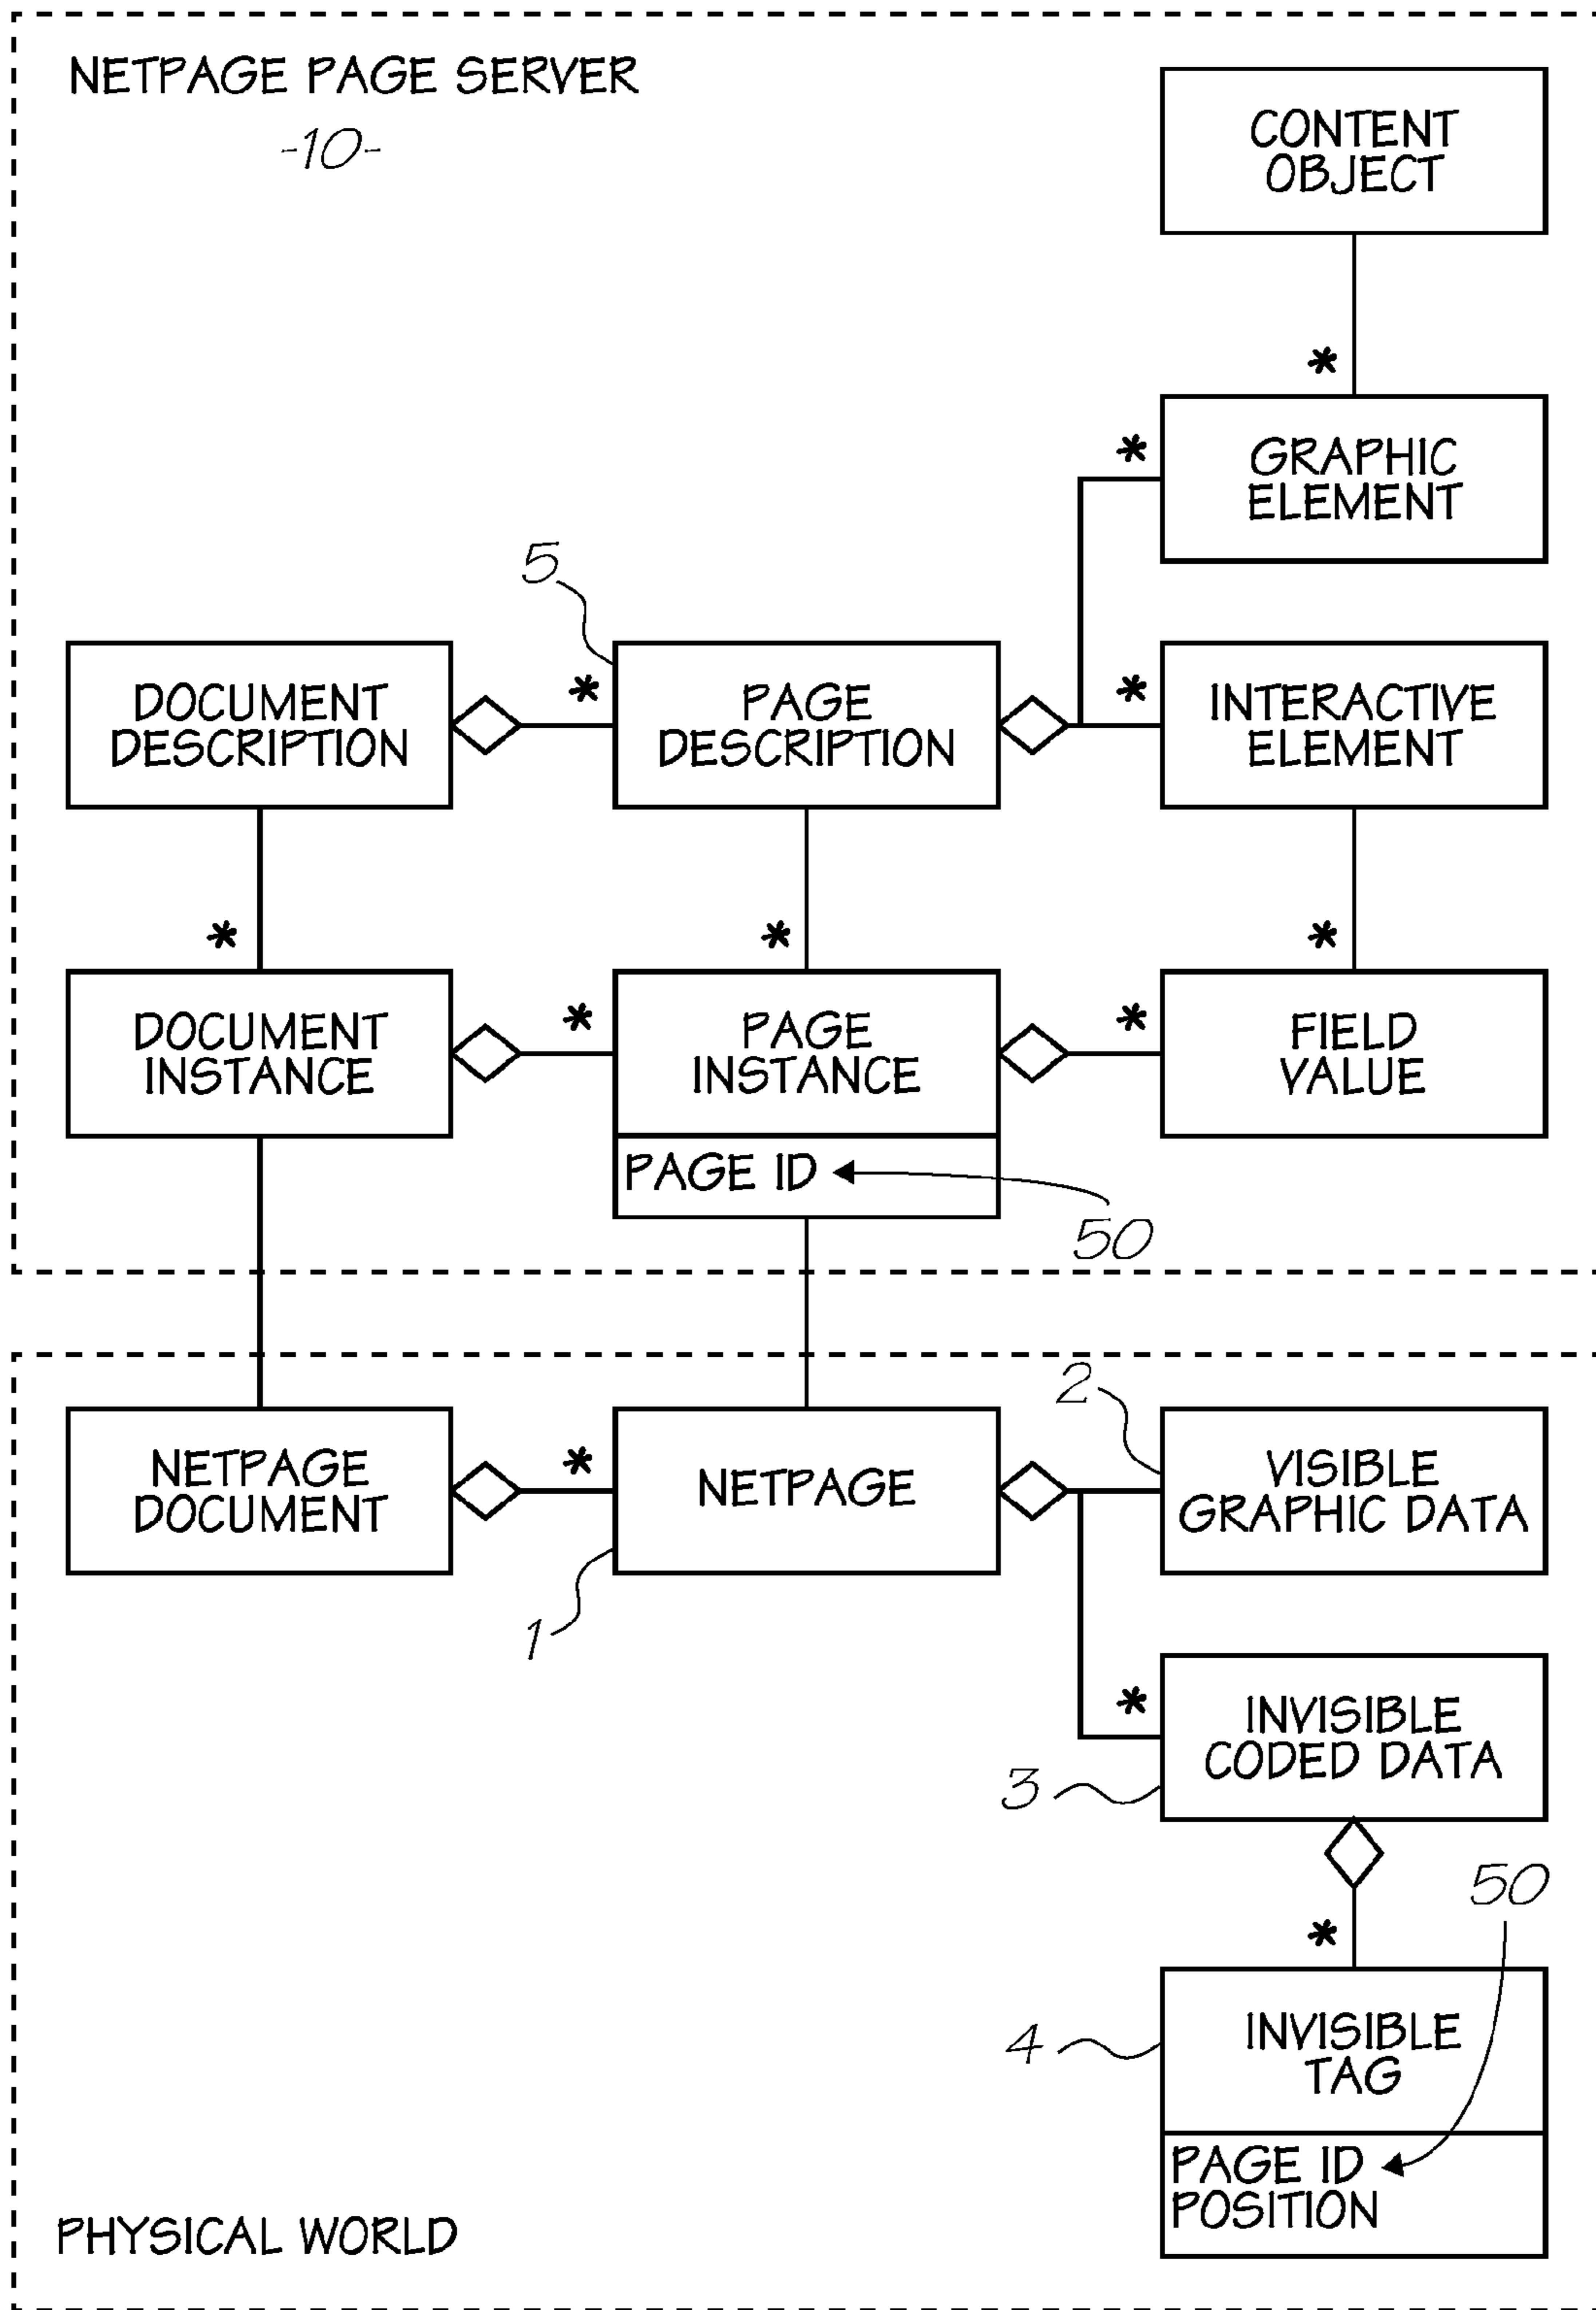 NETPAGE PAGE SERVER
-10-
CONTENT
OBJECT
*
*
GRAPHIC
ELEMENT
5
DOCUMENT
DESCRIPTION
*
PAGE
DESCRIPTION
*
INTERACTIVE
ELEMENT
*
*
*
DOCUMENT
INSTANCE
*
PAGE
INSTANCE
*
FIELD
VALUE
PAGE ID
50
NETPAGE
DOCUMENT
*
NETPAGE
1
2
VISIBLE
GRAPHIC DATA
*
INVISIBLE
CODED DATA
3
*
50
4
INVISIBLE
TAG
PAGE ID
POSITION
PHYSICAL WORLD